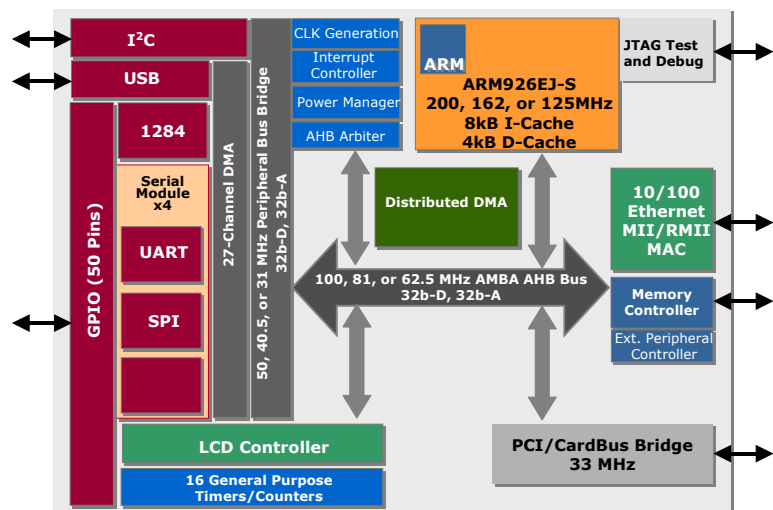 I²C
USB
1284
Serial
Module
x4
UART
SPI
GPIO (50 Pins)
27-Channel DMA
50, 40.5, or 31 MHz Peripheral Bus Bridge
32b-D, 32b-A
CLK Generation
Interrupt
Controller
Power Manager
AHB Arbiter
ARM
ARM926EJ-S
200, 162, or 125MHz
8kB I-Cache
4kB D-Cache
JTAG Test
and Debug
Distributed DMA
10/100
Ethernet
MII/RMII
MAC
100, 81, or 62.5 MHz AMBA AHB Bus
32b-D, 32b-A
Memory
Controller
Ext. Peripheral
Controller
LCD Controller
16 General Purpose
Timers/Counters
PCI/CardBus Bridge
33 MHz